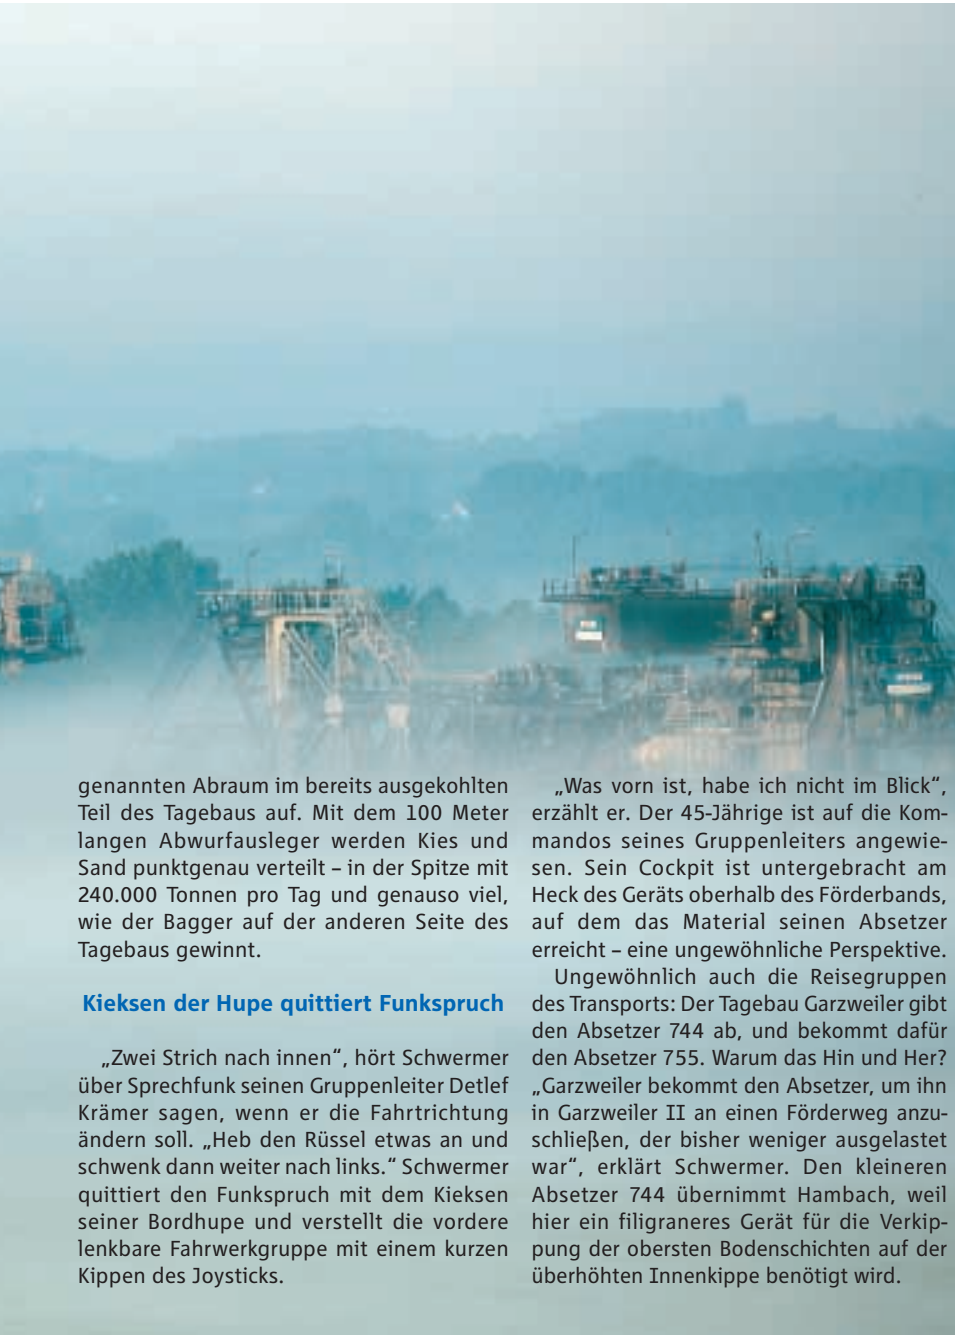 genannten Abraum im bereits ausgekohlten
Teil des Tagebaus auf. Mit dem 100 Meter
langen Abwurfausleger werden Kies und
Sand punktgenau verteilt – in der Spitze mit
240.000 Tonnen pro Tag und genauso viel,
wie der Bagger auf der anderen Seite des
Tagebaus gewinnt.
Kieksen der Hupe quittiert Funkspruch
„Zwei Strich nach innen“, hört Schwermer
über Sprechfunk seinen Gruppenleiter Detlef
Krämer sagen, wenn er die Fahrtrichtung
ändern soll. „Heb den Rüssel etwas an und
schwenk dann weiter nach links.“ Schwermer
quittiert den Funkspruch mit dem Kieksen
seiner Bordhupe und verstellt die vordere
lenkbare Fahrwerkgruppe mit einem kurzen
Kippen des Joysticks.
„Was vorn ist, habe ich nicht im Blick“,
erzählt er. Der 45-Jährige ist auf die Kom-
mandos seines Gruppenleiters angewie-
sen. Sein Cockpit ist untergebracht am
Heck des Geräts oberhalb des Förderbands,
auf dem das Material seinen Absetzer
erreicht – eine ungewöhnliche Perspektive.
Ungewöhnlich auch die Reisegruppen
des Transports: Der Tagebau Garzweiler gibt
den Absetzer 744 ab, und bekommt dafür
den Absetzer 755. Warum das Hin und Her?
„Garzweiler bekommt den Absetzer, um ihn
in Garzweiler II an einen Förderweg anzu-
schließen, der bisher weniger ausgelastet
war“, erklärt Schwermer. Den kleineren
Absetzer 744 übernimmt Hambach, weil
hier ein filigraneres Gerät für die Verkip-
pung der obersten Bodenschichten auf der
überhöhten Innenkippe benötigt wird.